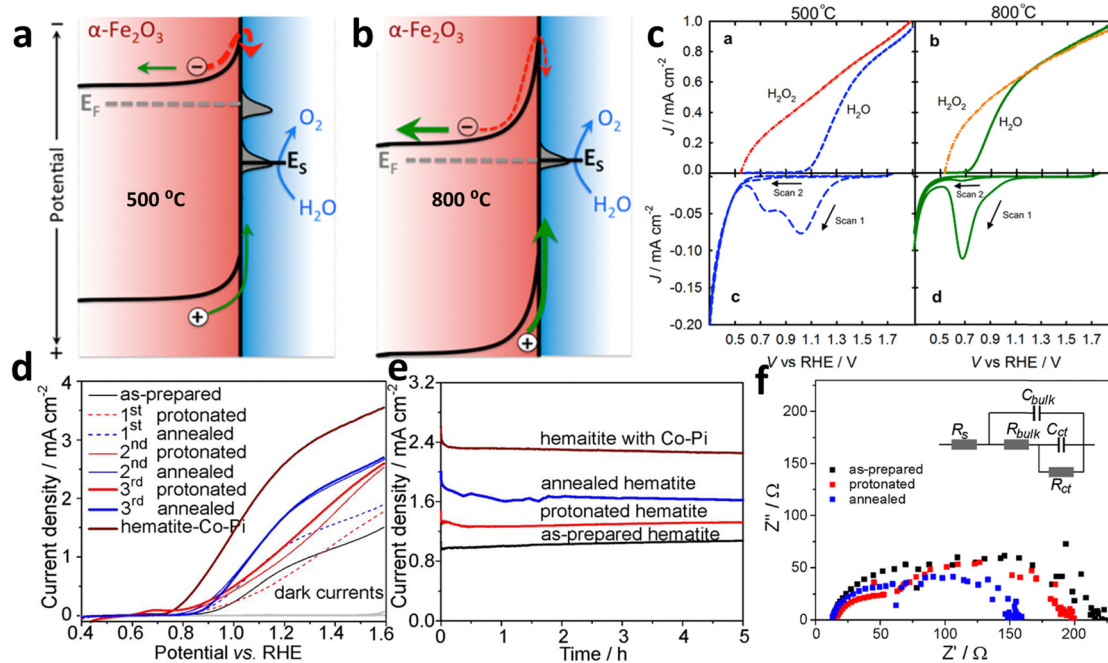 a
α-Fe2O3
Potential
−
+
EF
O2
ES
H2O
500 °C
b
α-Fe2O3
−
EF
O2
ES
H2O
800 °C
+
c
500°C
800°C
a
b
J / mA cm-2
1.0
0.8
0.6
0.4
0.2
0.0
H2O2
H2O
H2O2
H2O
J / mA cm-2
-0.05
-0.10
-0.15
-0.20
Scan 2
Scan 1
Scan 2
Scan 1
c
d
0.5 0.7 0.9 1.1 1.3 1.5 1.7
0.5 0.7 0.9 1.1 1.3 1.5 1.7
V vs RHE / V
V vs RHE / V
d
Current density / mA cm-2
4
3
2
1
0
as-prepared
1st protonated
1st annealed
2nd protonated
2nd annealed
3rd protonated
3rd annealed
hematite-Co-Pi
dark currents
0.4 0.8 1.0 1.2 1.4 1.6
Potential vs. RHE
e
Current density / mA cm-2
3.2
2.4
1.6
0.8
0.0
hemaitite with Co-Pi
annealed hematite
protonated hematite
as-prepared hematite
0 1 2 3 4 5
Time / h
f
Z'' / Ω
200
150
100
50
0
Cbulk
Rs
Rbulk
Cct
Rct
as-prepared
protonated
annealed
0 50 100 150 200
Z' / Ω